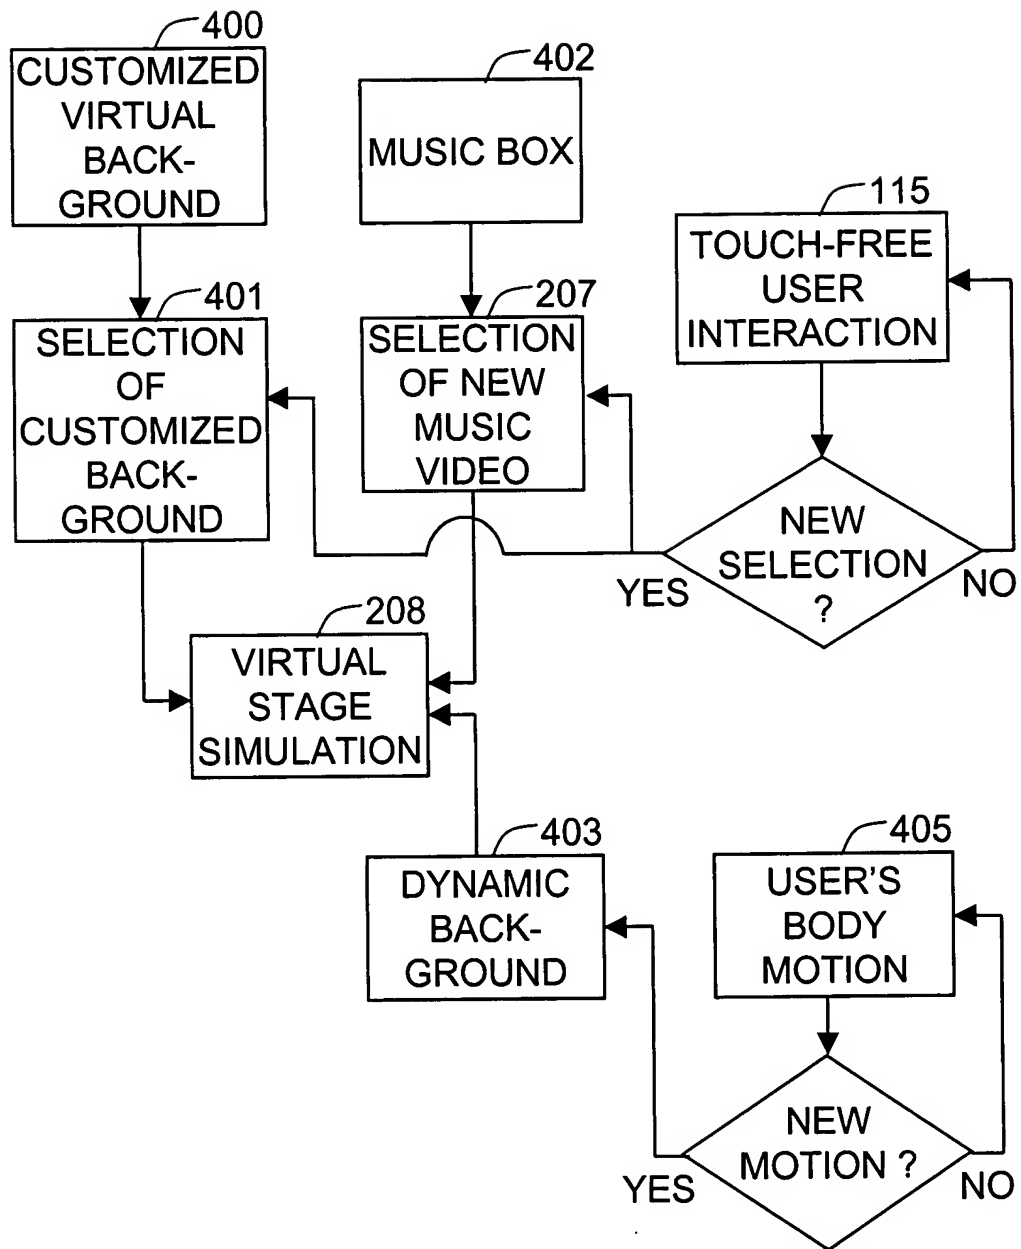 400
CUSTOMIZED
VIRTUAL
BACK-
GROUND
402
MUSIC BOX
115
TOUCH-FREE
USER
INTERACTION
401
SELECTION
OF
CUSTOMIZED
BACK-
GROUND
207
SELECTION
OF NEW
MUSIC
VIDEO
NEW
SELECTION
?
YES
NO
208
VIRTUAL
STAGE
SIMULATION
403
DYNAMIC
BACK-
GROUND
405
USER'S
BODY
MOTION
NEW
MOTION ?
YES
NO